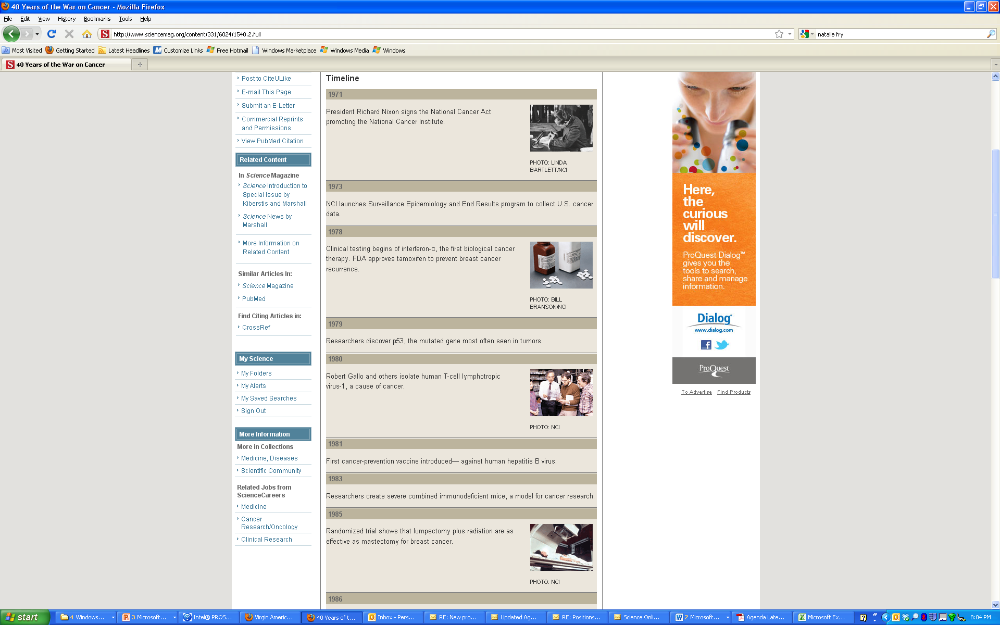 40 Years of the War on Cancer - Mozilla Firefox
File Edit View History Bookmarks Tools Help
http://www.sciencemag.org/content/331/6024/1540.2.full
natalie fry
Most Visited Getting Started Latest Headlines Customize Links Free Hotmail Windows Marketplace Windows Media Windows
40 Years of the War on Cancer
Post to CiteULike
E-mail This Page
Submit an E-Letter
Commercial Reprints
and Permissions
View PubMed Citation
Related Content
In Science Magazine
Science Introduction to
Special Issue by
Kiberstis and Marshall
Science News by
Marshall
More Information on
Related Content
Similar Articles In:
Science Magazine
PubMed
Find Citing Articles in:
CrossRef
My Science
My Folders
My Alerts
My Saved Searches
Sign Out
More Information
More in Collections
Medicine, Diseases
Scientific Community
Related Jobs from
ScienceCareers
Medicine
Cancer
Research/Oncology
Clinical Research
Timeline
1971
President Richard Nixon signs the National Cancer Act
promoting the National Cancer Institute.
PHOTO: LINDA
BARTLETT/NCI
1973
NCI launches Surveillance Epidemiology and End Results program to collect U.S. cancer
data.
1978
Clinical testing begins of interferon-α, the first biological cancer
therapy. FDA approves tamoxifen to prevent breast cancer
recurrence.
PHOTO: BILL
BRANSON/NCI
1979
Researchers discover p53, the mutated gene most often seen in tumors.
1980
Robert Gallo and others isolate human T-cell lymphotropic
virus-1, a cause of cancer.
PHOTO: NCI
1981
First cancer-prevention vaccine introduced— against human hepatitis B virus.
1983
Researchers create severe combined immunodeficient mice, a model for cancer research.
1985
Randomized trial shows that lumpectomy plus radiation are as
effective as mastectomy for breast cancer.
PHOTO: NCI
1986
Here,
the
curious
will
discover.
ProQuest Dialog™
gives you the
tools to search,
share and manage
information.
Dialog
www.dialog.com
ProQuest
To Advertise Find Products
start 4 Windows... 3 Microsoft... Intel® PROS... Virgin Americ... 40 Years of t... Inbox - Pers... RE: New pro... Updated Ag... RE: Positions... Science Onli... 2 Microsoft... Agenda Late... Microsoft Ex... 8:04 PM